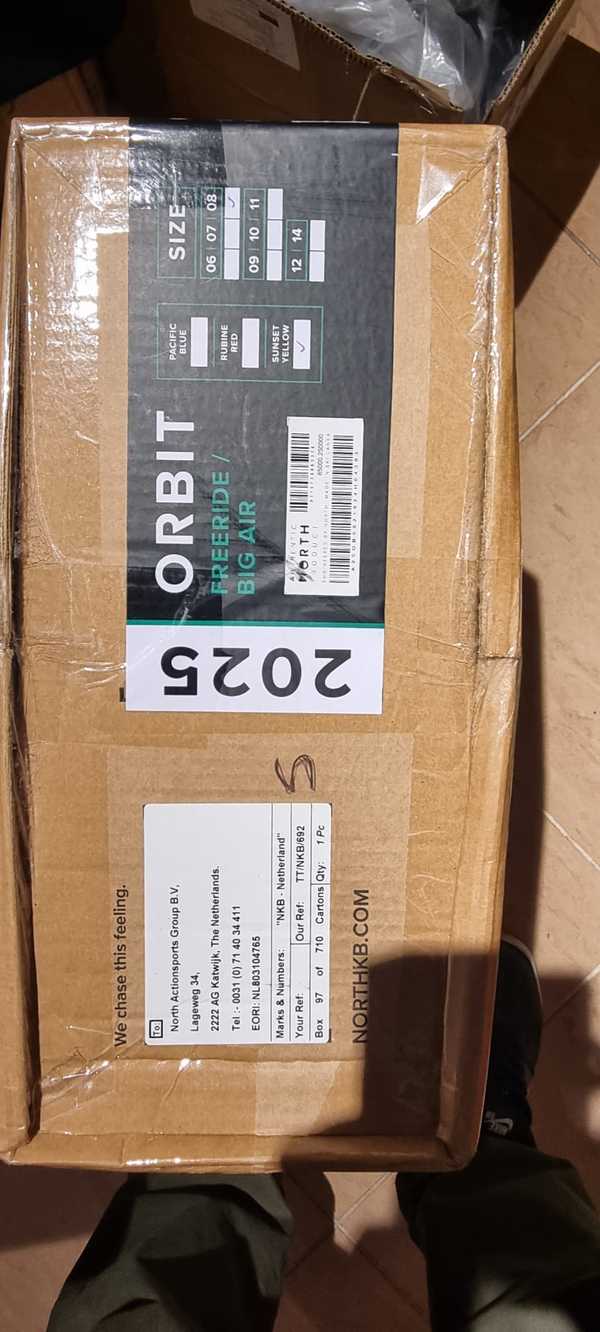 2025
ORBIT
FREERIDE /
BIG AIR
PACIFIC
BLUE
RUBINE
RED
SUNSET
YELLOW
SIZE
06 07 08
09 10 11
12 14
AUTHENTIC
NORTH
PRODUCT
85000.250000
We chase this feeling.
To:
North Actionsports Group B.V,
Lageweg 34,
2222 AG Katwijk, The Netherlands.
Tel :- 0031 (0) 71 40 34 411
EORI: NL803104765
Marks & Numbers: "NKB - Netherland"
Your Ref: Our Ref: TT/NKB/692
Box 97 of 710 Cartons Qty: 1 Pc
5
NORTHKB.COM